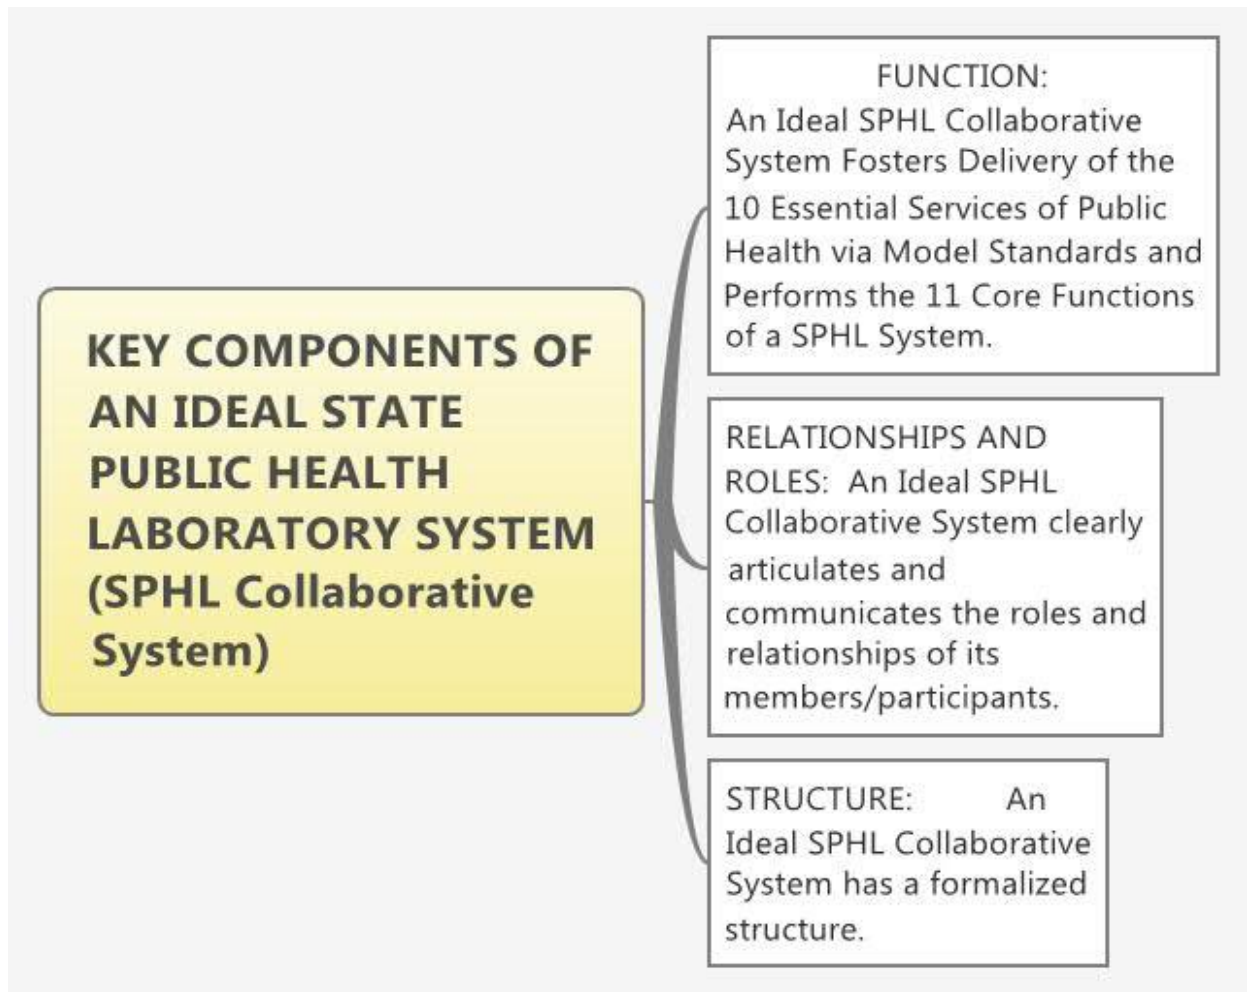 KEY COMPONENTS OF
AN IDEAL STATE
PUBLIC HEALTH
LABORATORY SYSTEM
(SPHL Collaborative
System)
FUNCTION:
An Ideal SPHL Collaborative
System Fosters Delivery of the
10 Essential Services of Public
Health via Model Standards and
Performs the 11 Core Functions
of a SPHL System.
RELATIONSHIPS AND
ROLES: An Ideal SPHL
Collaborative System clearly
articulates and
communicates the roles and
relationships of its
members/participants.
STRUCTURE: An
Ideal SPHL Collaborative
System has a formalized
structure.